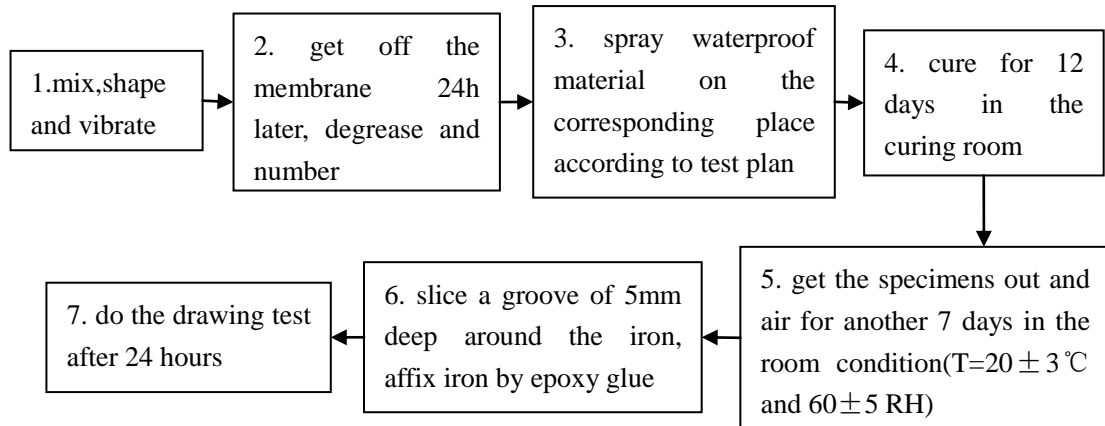 1.mix,shape
and vibrate
2. get off the
membrane 24h
later, degrease and
number
3. spray waterproof
material on the
corresponding place
according to test plan
4. cure for 12
days in the
curing room
5. get the specimens out and
air for another 7 days in the
room condition(T=20±3℃
and 60±5 RH)
6. slice a groove of 5mm
deep around the iron,
affix iron by epoxy glue
7. do the drawing test
after 24 hours